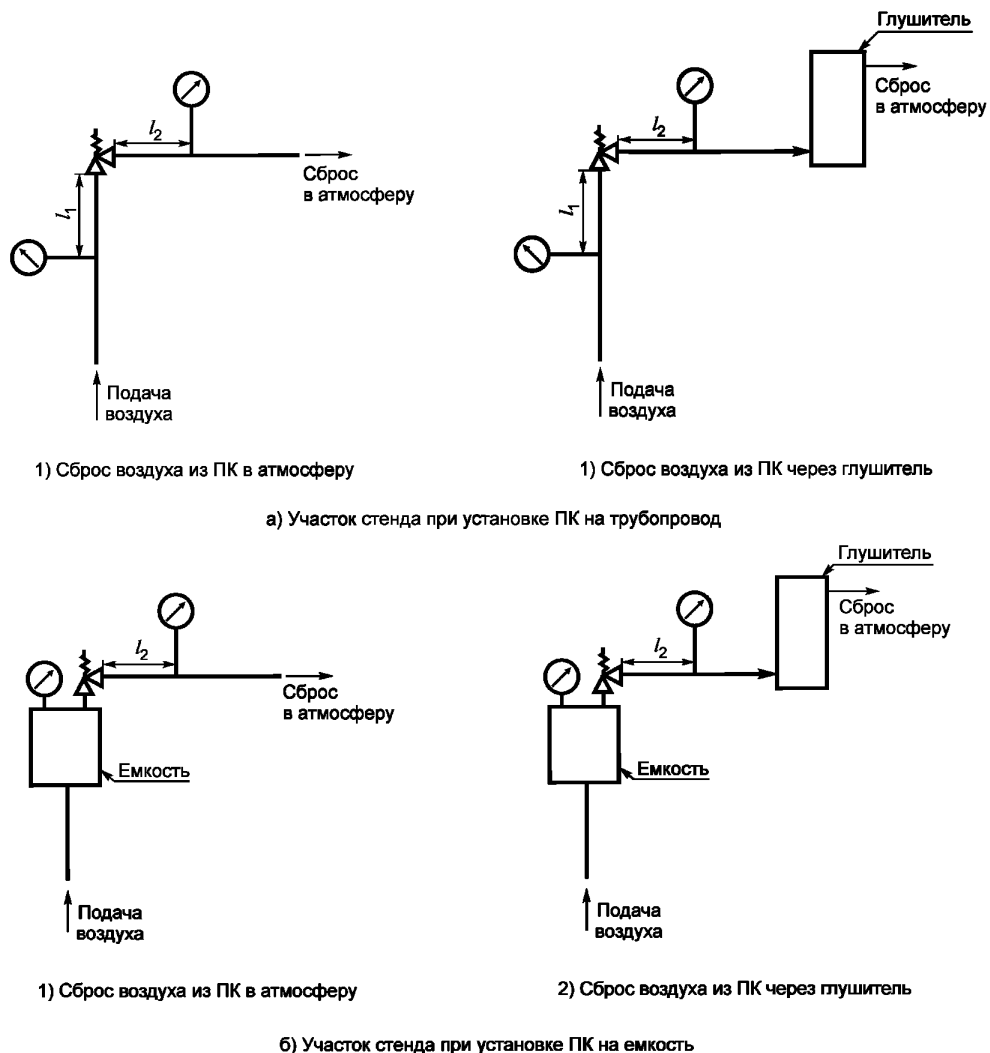 Глушитель
Сброс
в атмосферу
l2
l1
Сброс
в атмосферу
Подача
воздуха
l2
l1
Подача
воздуха
1) Сброс воздуха из ПК в атмосферу
1) Сброс воздуха из ПК через глушитель
а) Участок стенда при установке ПК на трубопровод
Глушитель
Сброс
в атмосферу
l2
Сброс
в атмосферу
Емкость
Подача
воздуха
l2
Емкость
Подача
воздуха
1) Сброс воздуха из ПК в атмосферу
2) Сброс воздуха из ПК через глушитель
б) Участок стенда при установке ПК на емкость